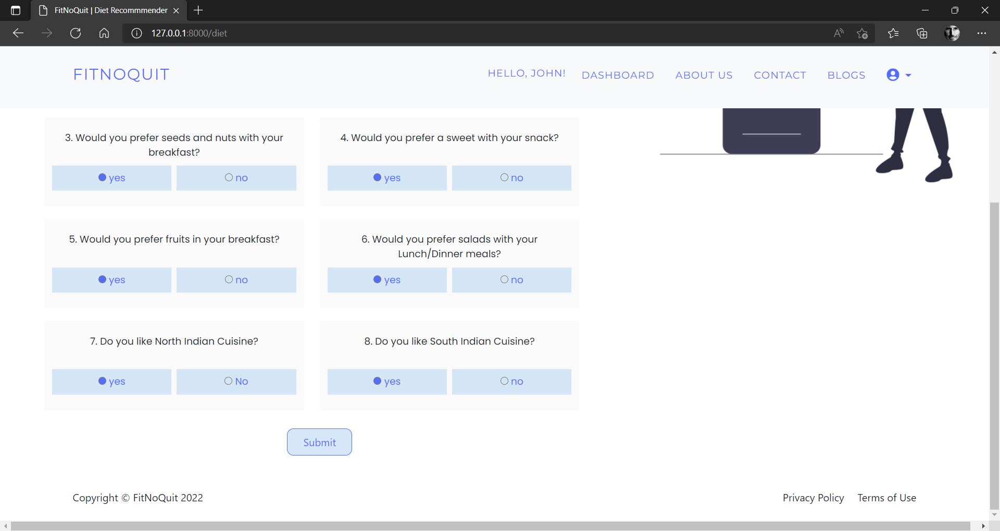 FitNoQuit | Diet Recommmender
127.0.0.1:8000/diet
FITNOQUIT
HELLO, JOHN!
DASHBOARD
ABOUT US
CONTACT
BLOGS
3. Would you prefer seeds and nuts with your
breakfast?
yes
no
4. Would you prefer a sweet with your snack?
yes
no
5. Would you prefer fruits in your breakfast?
yes
no
6. Would you prefer salads with your
Lunch/Dinner meals?
yes
no
7. Do you like North Indian Cuisine?
yes
No
8. Do you like South Indian Cuisine?
yes
no
Submit
Copyright © FitNoQuit 2022
Privacy Policy
Terms of Use